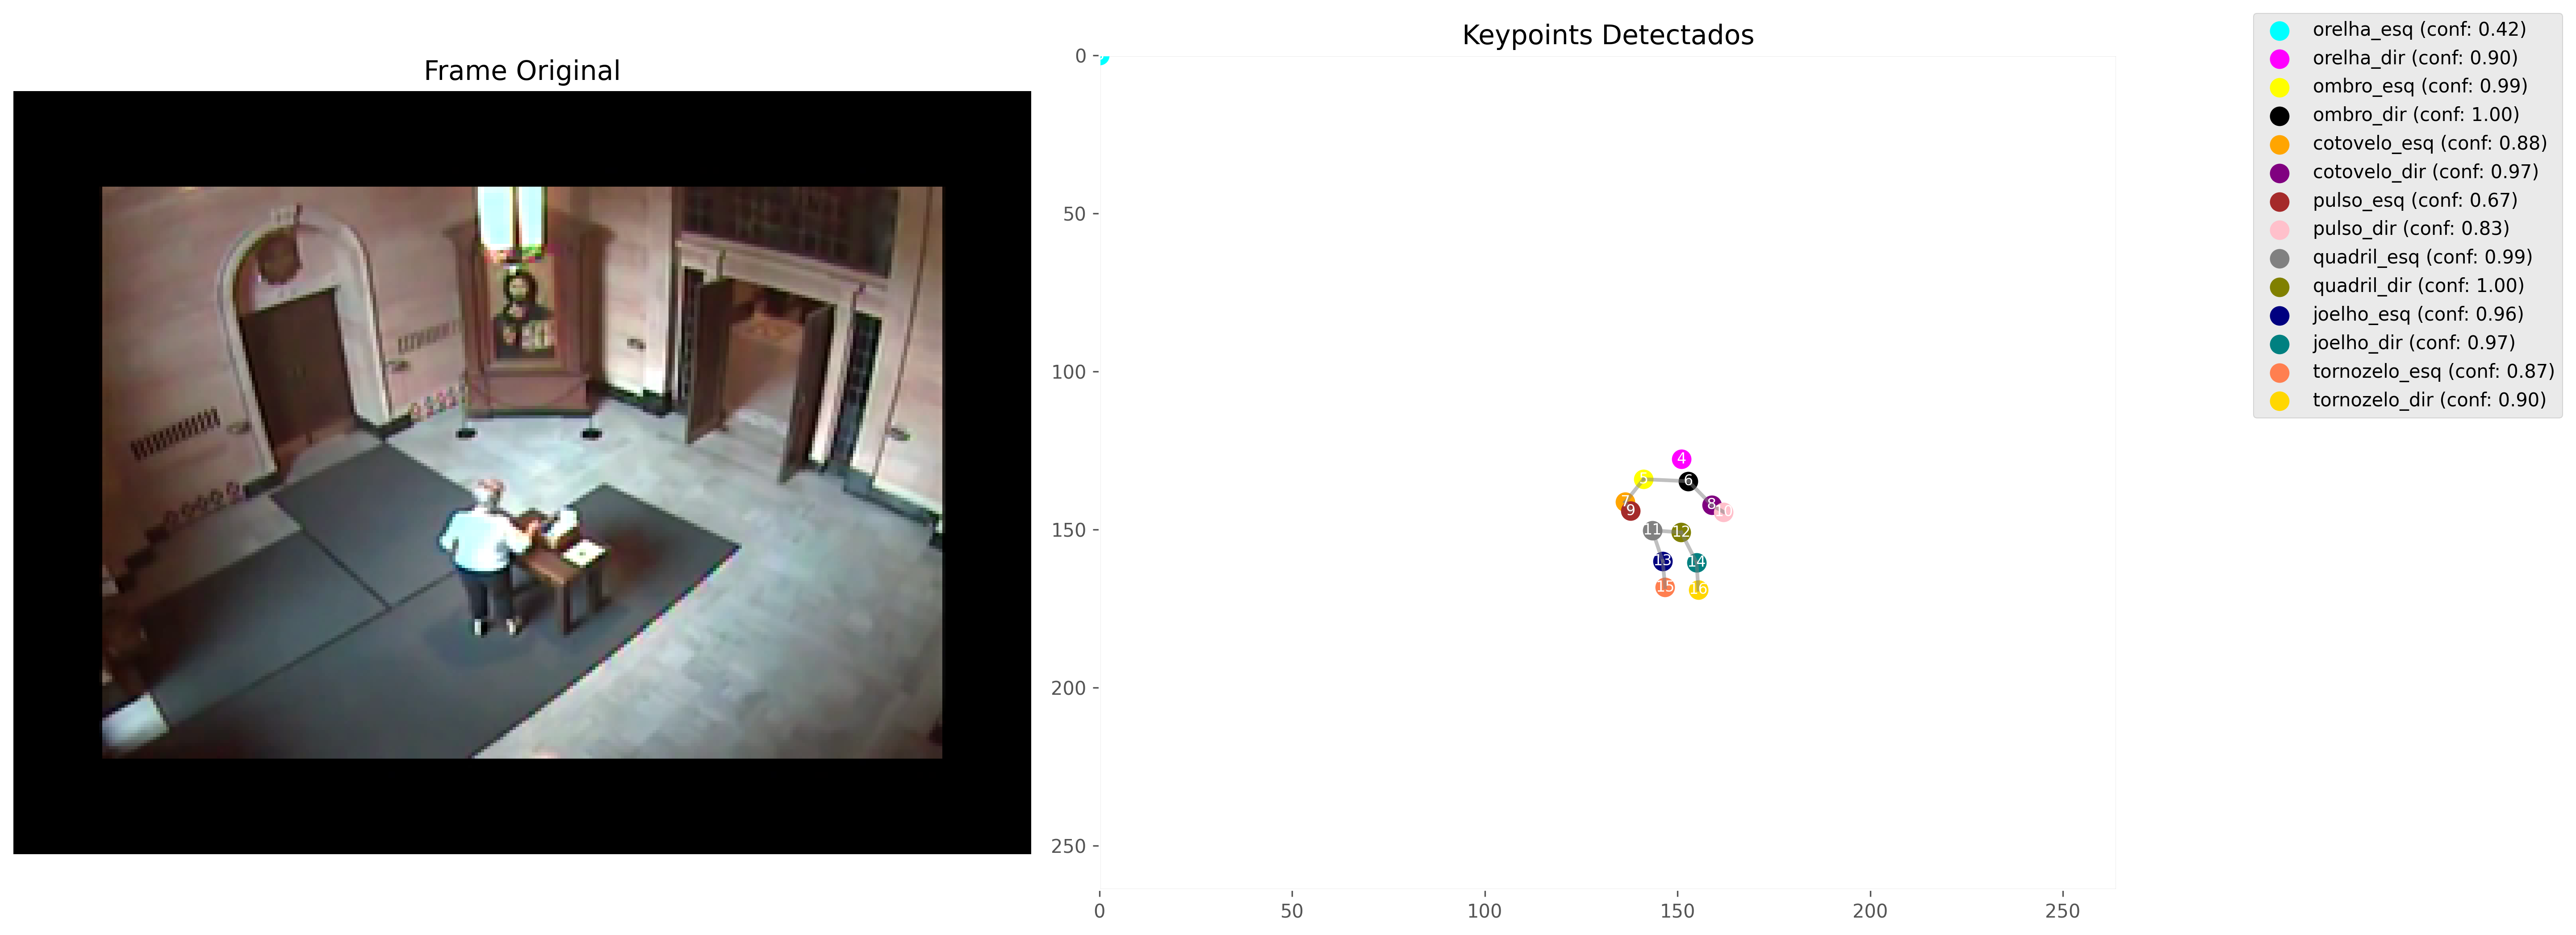 Frame Original
Keypoints Detectados
0
50
100
150
200
250
0
50
100
150
200
250
4
5
6
7
8
9
10
11
12
13
14
15
16
orelha_esq (conf: 0.42)
orelha_dir (conf: 0.90)
ombro_esq (conf: 0.99)
ombro_dir (conf: 1.00)
cotovelo_esq (conf: 0.88)
cotovelo_dir (conf: 0.97)
pulso_esq (conf: 0.67)
pulso_dir (conf: 0.83)
quadril_esq (conf: 0.99)
quadril_dir (conf: 1.00)
joelho_esq (conf: 0.96)
joelho_dir (conf: 0.97)
tornozelo_esq (conf: 0.87)
tornozelo_dir (conf: 0.90)